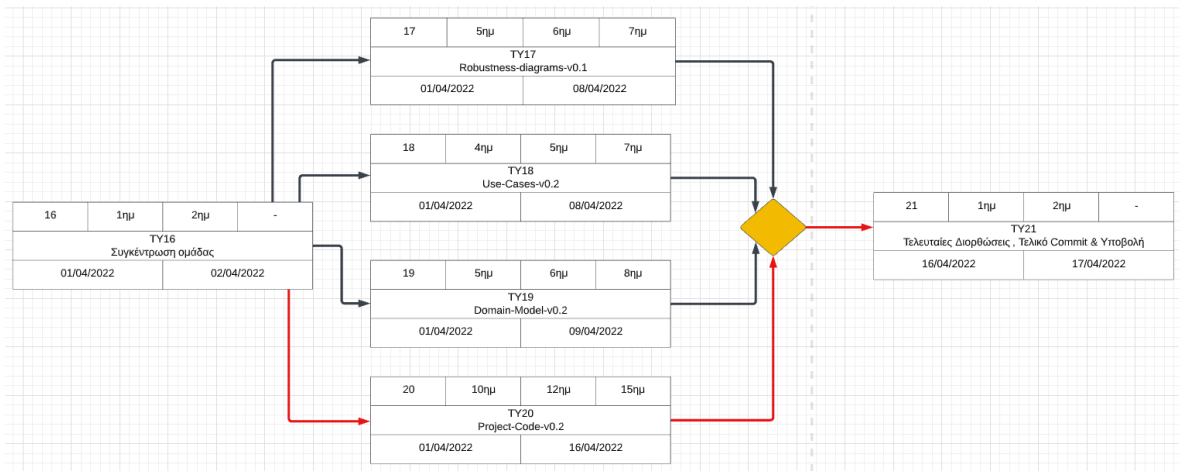 17 5ημ 6ημ 7ημ
TY17
Robustness-diagrams-v0.1
01/04/2022 08/04/2022
18 4ημ 5ημ 7ημ
TY18
Use-Cases-v0.2
01/04/2022 08/04/2022
16 1ημ 2ημ -
TY16
Συγκέντρωση ομάδας
01/04/2022 02/04/2022
19 5ημ 6ημ 8ημ
TY19
Domain-Model-v0.2
01/04/2022 09/04/2022
20 10ημ 12ημ 15ημ
TY20
Project-Code-v0.2
01/04/2022 16/04/2022
21 1ημ 2ημ -
TY21
Τελευταίες Διορθώσεις , Τελικό Commit & Υποβολή
16/04/2022 17/04/2022